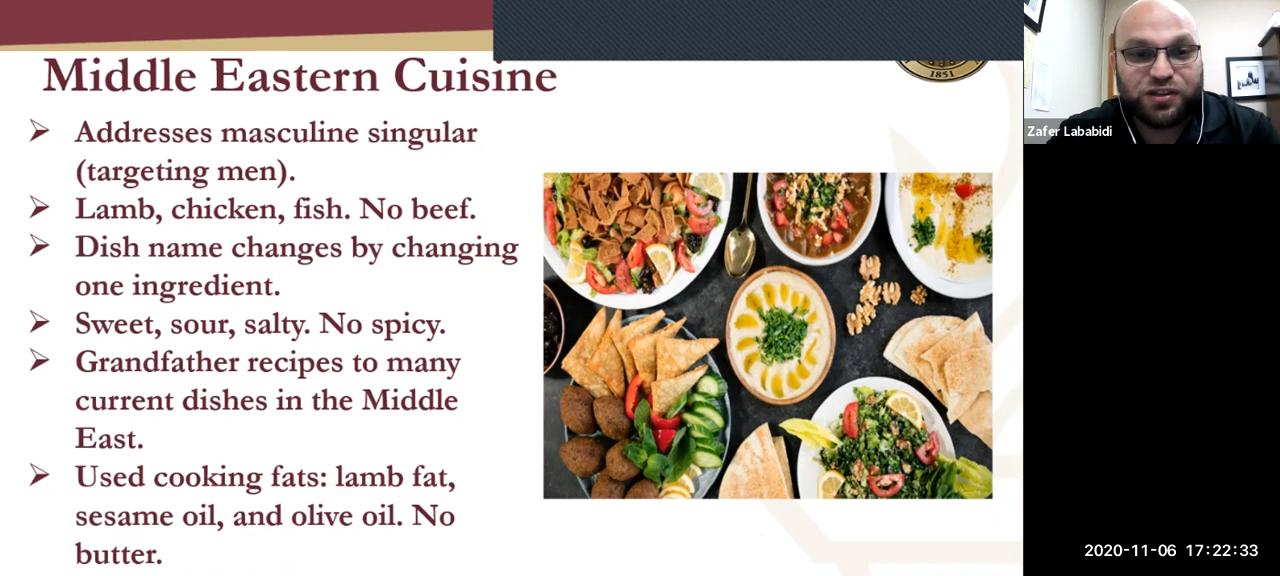 Middle Eastern Cuisine
1851
➢ Addresses masculine singular
(targeting men).
➢ Lamb, chicken, fish. No beef.
➢ Dish name changes by changing
one ingredient.
➢ Sweet, sour, salty. No spicy.
➢ Grandfather recipes to many
current dishes in the Middle
East.
➢ Used cooking fats: lamb fat,
sesame oil, and olive oil. No
butter.
Zafer Lababidi
2020-11-06 17:22:33